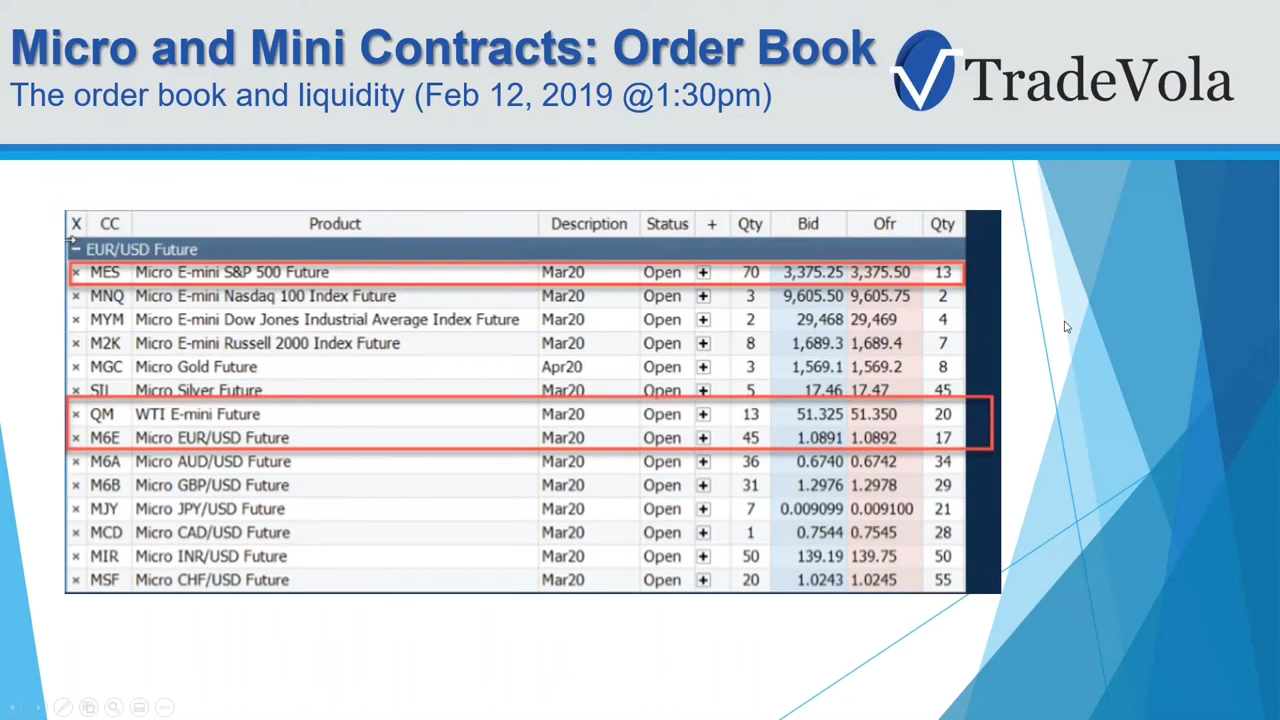 Micro and Mini Contracts: Order Book
The order book and liquidity (Feb 12, 2019 @1:30pm)
TradeVola
X CC Product Description Status + Qty Bid Ofr Qty
− EUR/USD Future
× MES Micro E-mini S&P 500 Future Mar20 Open + 70 3,375.25 3,375.50 13
× MNQ Micro E-mini Nasdaq 100 Index Future Mar20 Open + 3 9,605.50 9,605.75 2
× MYM Micro E-mini Dow Jones Industrial Average Index Future Mar20 Open + 2 29,468 29,469 4
× M2K Micro E-mini Russell 2000 Index Future Mar20 Open + 8 1,689.3 1,689.4 7
× MGC Micro Gold Future Apr20 Open + 3 1,569.1 1,569.2 8
× SIL Micro Silver Future Mar20 Open + 5 17.46 17.47 45
× QM WTI E-mini Future Mar20 Open + 13 51.325 51.350 20
× M6E Micro EUR/USD Future Mar20 Open + 45 1.0891 1.0892 17
× M6A Micro AUD/USD Future Mar20 Open + 36 0.6740 0.6742 34
× M6B Micro GBP/USD Future Mar20 Open + 31 1.2976 1.2978 29
× MJY Micro JPY/USD Future Mar20 Open + 7 0.009099 0.009100 21
× MCD Micro CAD/USD Future Mar20 Open + 1 0.7544 0.7545 28
× MIR Micro INR/USD Future Mar20 Open + 50 139.19 139.75 50
× MSF Micro CHF/USD Future Mar20 Open + 20 1.0243 1.0245 55